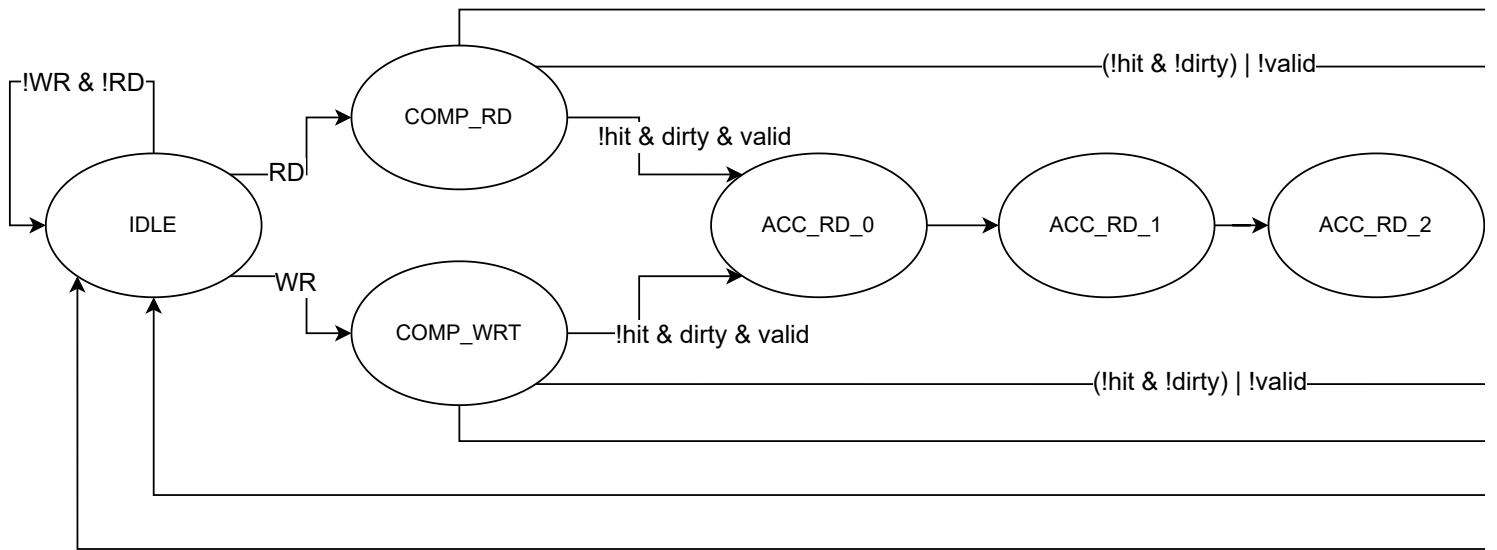 (!hit & !dirty) | !valid
!WR & !RD
COMP_RD
!hit & dirty & valid
RD
IDLE
ACC_RD_0
ACC_RD_1
ACC_RD_2
WR
COMP_WRT
!hit & dirty & valid
(!hit & !dirty) | !valid